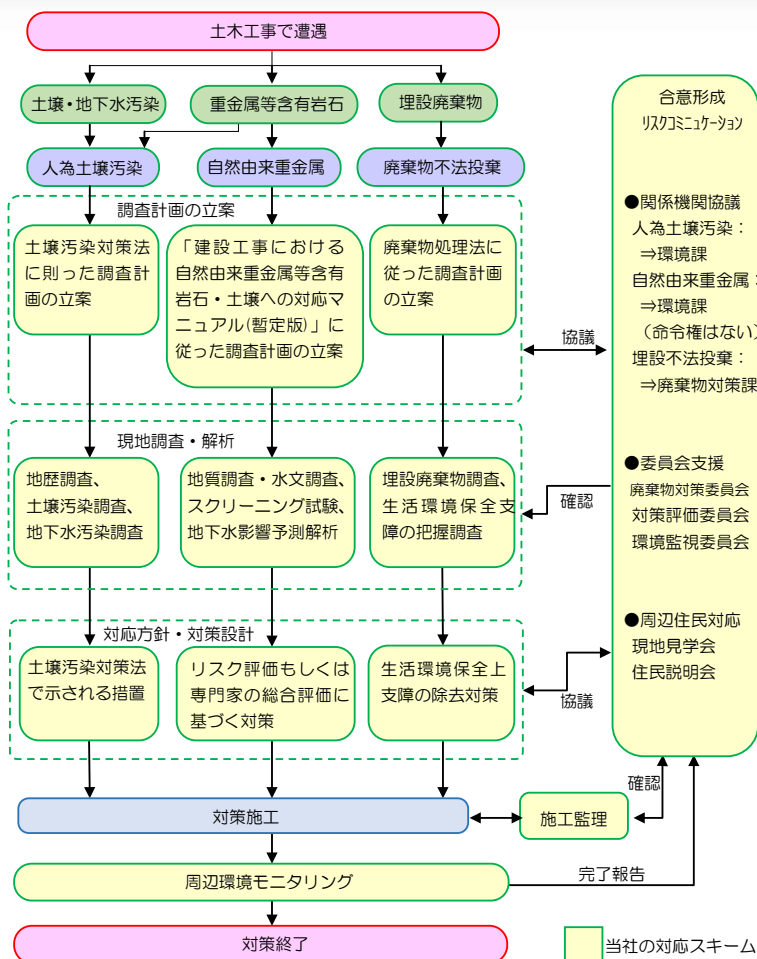 土木工事で遭遇
土壌・地下水汚染
重金属等含有岩石
埋設廃棄物
人為土壌汚染
自然由来重金属
廃棄物不法投棄
調査計画の立案
土壌汚染対策法
に則った調査計
画の立案
「建設工事における
自然由来重金属等含有
岩石・土壌への対応マ
ニュアル(暫定版)」に
従った調査計画の立案
廃棄物処理法に
従った調査計画
の立案
協議
現地調査・解析
地歴調査、
土壌汚染調査、
地下水汚染調査
地質調査・水文調査、
スクリーニング試験、
地下水影響予測解析
埋設廃棄物調査、
生活環境保全支
障の把握調査
確認
対応方針・対策設計
土壌汚染対策法
で示される措置
リスク評価もしくは
専門家の総合評価に
基づく対策
生活環境保全上
支障の除去対策
協議
合意形成
リスクコミュニケーション
●関係機関協議
人為土壌汚染:
⇒環境課
自然由来重金属:
⇒環境課
(命令権はない)
埋設不法投棄:
⇒廃棄物対策課
●委員会支援
廃棄物対策委員会
対策評価委員会
環境監視委員会
●周辺住民対応
現地見学会
住民説明会
対策施工
施工監理
確認
周辺環境モニタリング
完了報告
対策終了
当社の対応スキーム